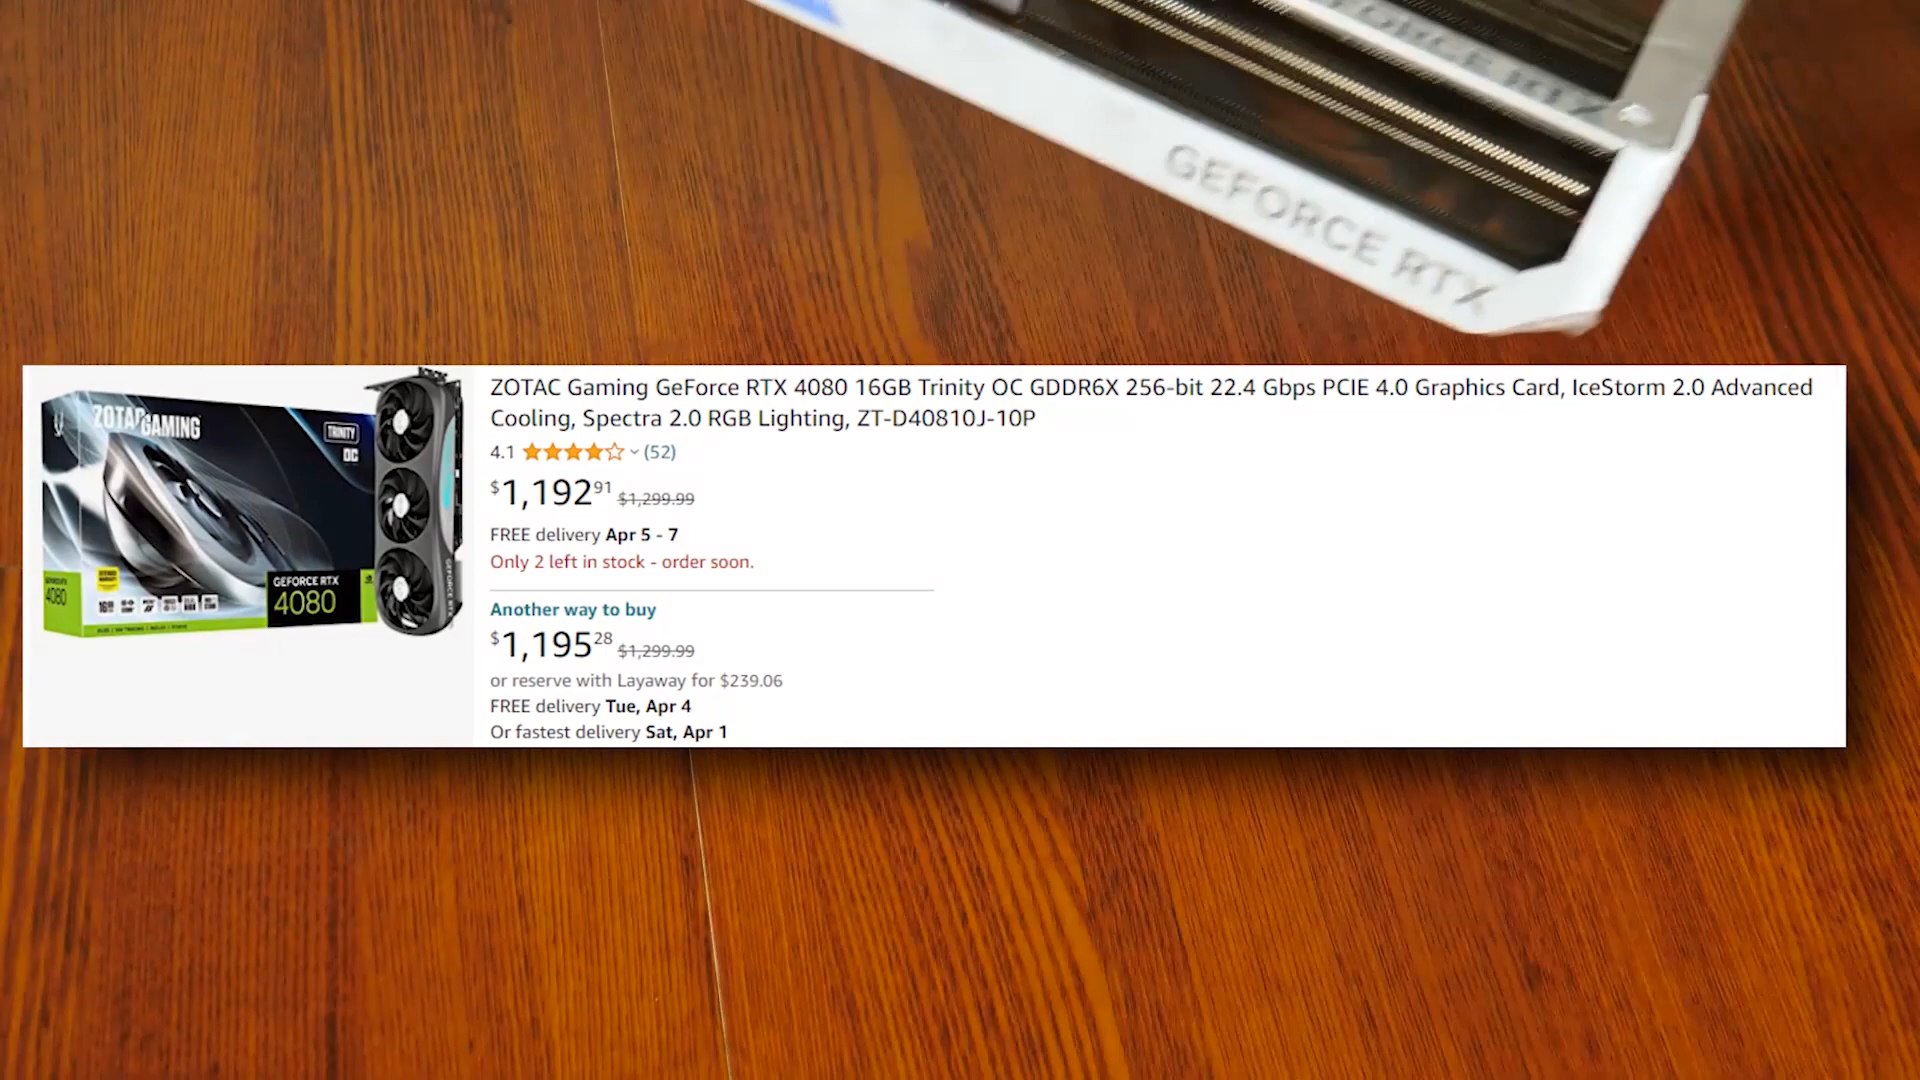 GEFORCE RTX
ZOTAC Gaming GeForce RTX 4080 16GB Trinity OC GDDR6X 256-bit 22.4 Gbps PCIE 4.0 Graphics Card, IceStorm 2.0 Advanced
Cooling, Spectra 2.0 RGB Lighting, ZT-D40810J-10P
4.1 (52)
$1,192.91 $1,299.99
FREE delivery Apr 5 - 7
Only 2 left in stock - order soon.
Another way to buy
$1,195.28 $1,299.99
or reserve with Layaway for $239.06
FREE delivery Tue, Apr 4
Or fastest delivery Sat, Apr 1
ZOTAC GAMING
TRINITY
OC
GEFORCE RTX
4080
4080
GEFORCE RTX